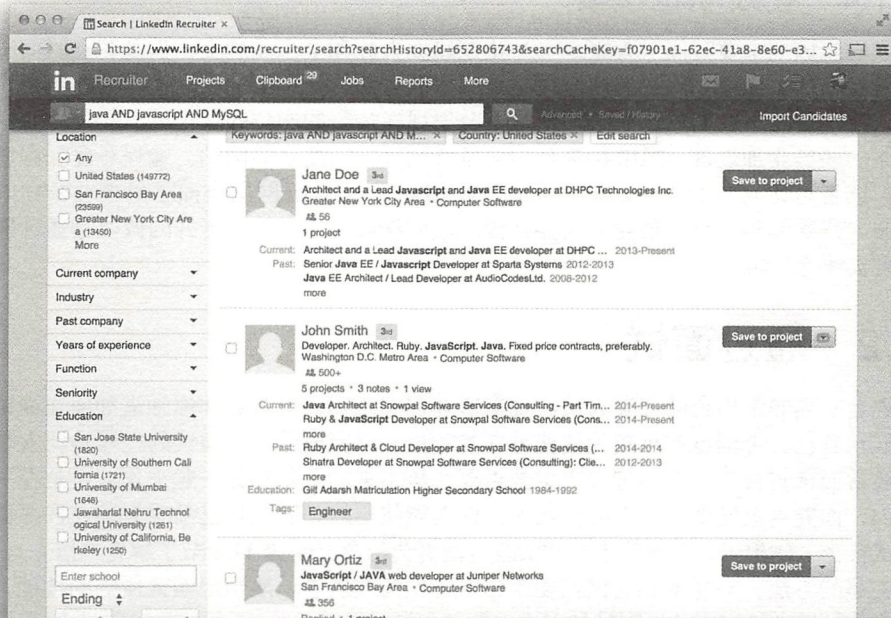 Search | LinkedIn Recruiter ×
https://www.linkedin.com/recruiter/search?searchHistoryId=652806743&searchCacheKey=f07901e1-62ec-41a8-8e60-e3...
in Recruiter Projects Clipboard 29 Jobs Reports More
java AND javascript AND MySQL Advanced • Saved / History Import Candidates
Location
Any
United States (149772)
San Francisco Bay Area
(23599)
Greater New York City Are
a (13450)
More
Current company
Industry
Past company
Years of experience
Function
Seniority
Education
San Jose State University
(1820)
University of Southern Cali
fornia (1721)
University of Mumbai
(1646)
Jawaharlal Nehru Technol
ogical University (1261)
University of California, Be
rkeley (1250)
Enter school
Ending
Keywords: java AND javascript AND M... × Country: United States × Edit search
Jane Doe 3rd
Architect and a Lead Javascript and Java EE developer at DHPC Technologies Inc.
Greater New York City Area • Computer Software
56
1 project
Current: Architect and a Lead Javascript and Java EE developer at DHPC ... 2013-Present
Past: Senior Java EE / Javascript Developer at Sparta Systems 2012-2013
Java EE Architect / Lead Developer at AudioCodesLtd. 2008-2012
more
Save to project
John Smith 3rd
Developer. Architect. Ruby. JavaScript. Java. Fixed price contracts, preferably.
Washington D.C. Metro Area • Computer Software
500+
5 projects • 3 notes • 1 view
Current: Java Architect at Snowpal Software Services (Consulting - Part Tim... 2014-Present
Ruby & JavaScript Developer at Snowpal Software Services (Cons... 2014-Present
more
Past: Ruby Architect & Cloud Developer at Snowpal Software Services (... 2014-2014
Sinatra Developer at Snowpal Software Services (Consulting): Clie... 2012-2013
more
Education: Gill Adarsh Matriculation Higher Secondary School 1984-1992
Tags: Engineer
Save to project
Mary Ortiz 3rd
JavaScript / JAVA web developer at Juniper Networks
San Francisco Bay Area • Computer Software
356
Replied • 1 project
Save to project